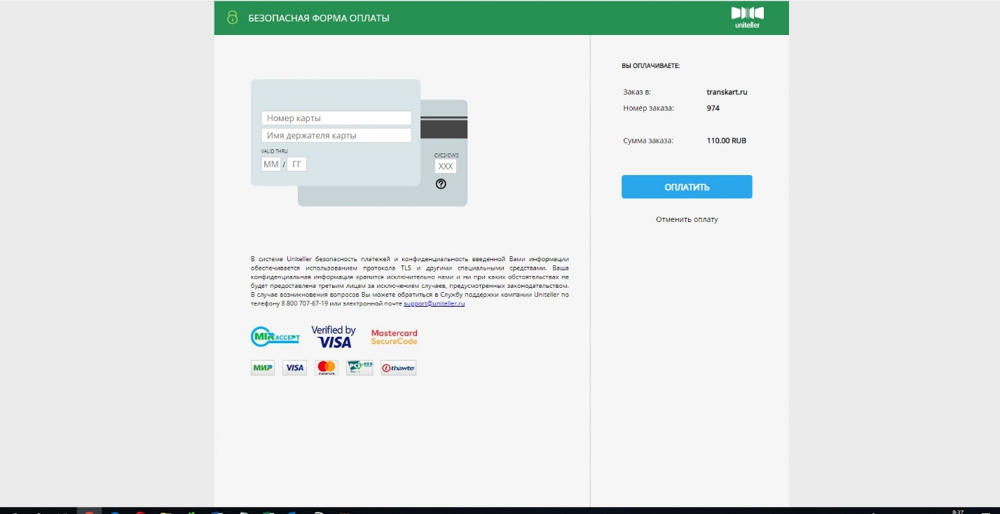 БЕЗОПАСНАЯ ФОРМА ОПЛАТЫ
uniteller
Номер карты
Имя держателя карты
VALID THRU
ММ / ГГ
CVC2/CVV2
XXX
?
ВЫ ОПЛАЧИВАЕТЕ:
Заказ в: transkart.ru
Номер заказа: 974
Сумма заказа: 110.00 RUB
ОПЛАТИТЬ
Отменить оплату
В системе Uniteller безопасность платежей и конфиденциальность введенной Вами информации
обеспечивается использованием протокола TLS и другими специальными средствами. Ваша
конфиденциальная информация хранится исключительно нами и ни при каких обстоятельствах не
будет предоставлена третьим лицам за исключением случаев, предусмотренных законодательством.
В случае возникновения вопросов Вы можете обратиться в Службу поддержки компании Uniteller по
телефону 8 800 707-67-19 или электронной почте support@uniteller.ru
MIR ACCEPT
Verified by
VISA
Mastercard
SecureCode
МИР VISA mastercard PCI DSS thawte
8:37